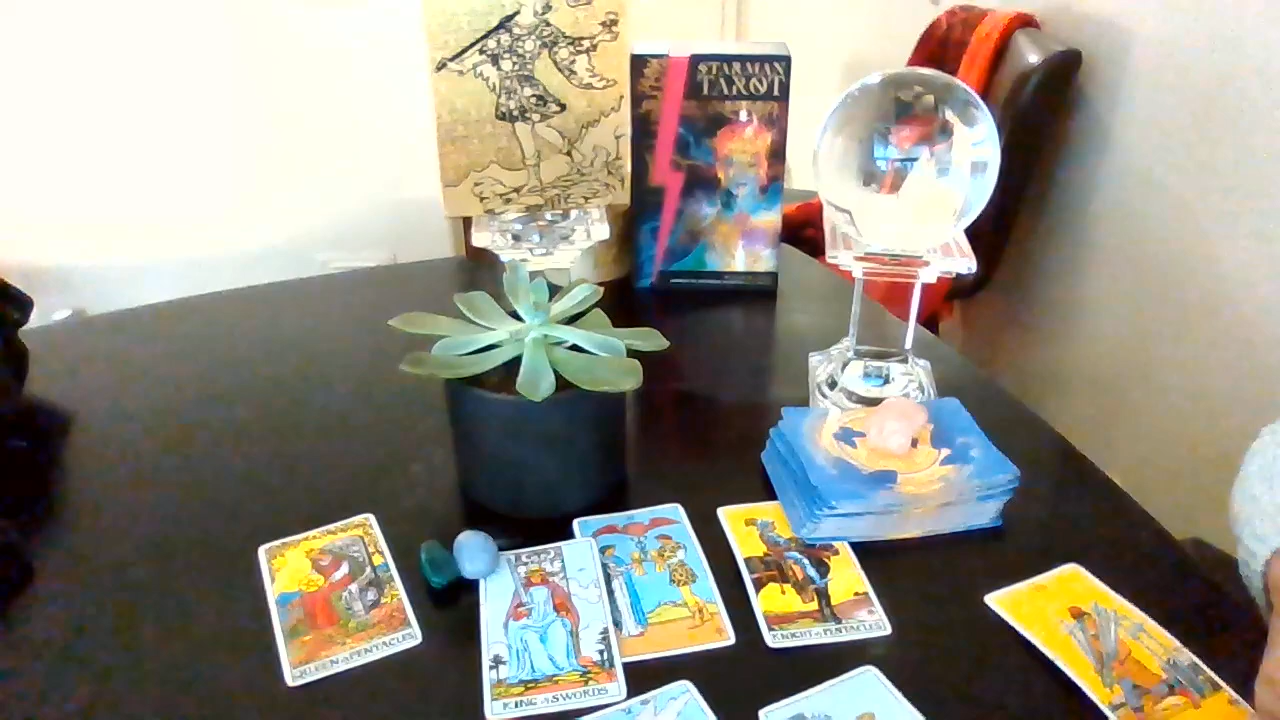 STARMAN
TAROT
QUEEN of PENTACLES
KING of SWORDS
KNIGHT of PENTACLES